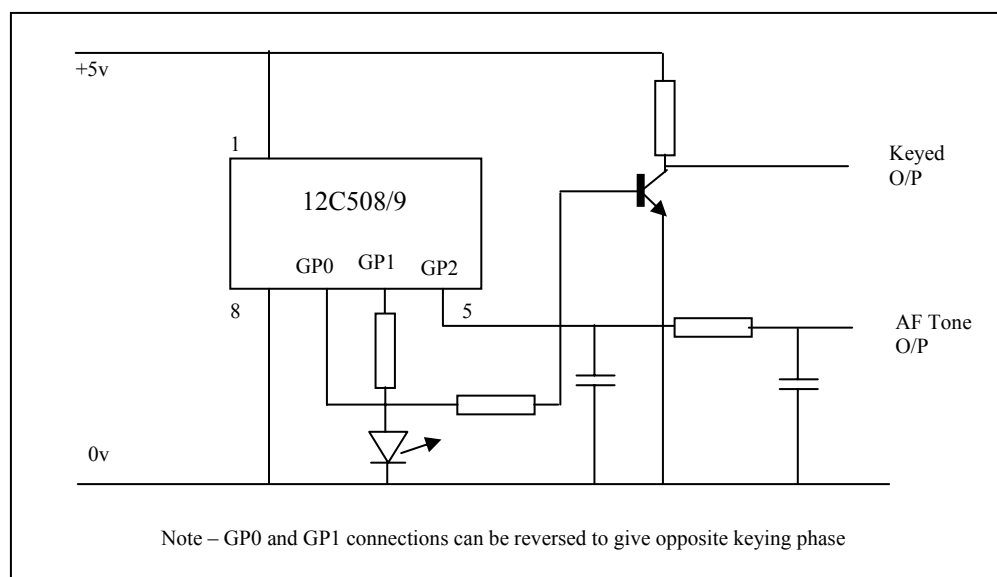 +5v
1
Keyed
O/P
12C508/9
GP0 GP1 GP2
8
5
AF Tone
O/P
0v
Note – GP0 and GP1 connections can be reversed to give opposite keying phase